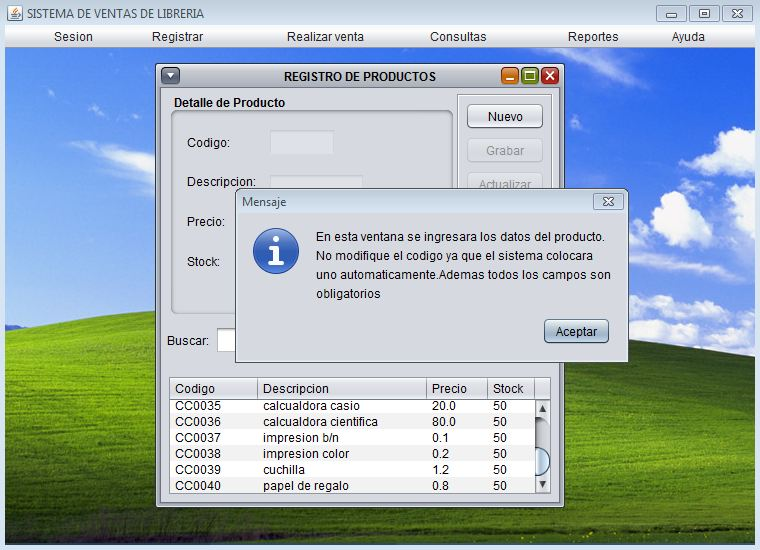 SISTEMA DE VENTAS DE LIBRERIA
Sesion Registrar Realizar venta Consultas Reportes Ayuda
REGISTRO DE PRODUCTOS
Detalle de Producto
Nuevo
Codigo:
Grabar
Descripcion:
Actualizar
Precio:
Stock:
Mensaje
En esta ventana se ingresara los datos del producto.
No modifique el codigo ya que el sistema colocara
uno automaticamente.Ademas todos los campos son
obligatorios
Aceptar
Buscar:
Codigo Descripcion Precio Stock
CC0035 calcualdora casio 20.0 50
CC0036 calcualdora cientifica 80.0 50
CC0037 impresion b/n 0.1 50
CC0038 impresion color 0.2 50
CC0039 cuchilla 1.2 50
CC0040 papel de regalo 0.8 50